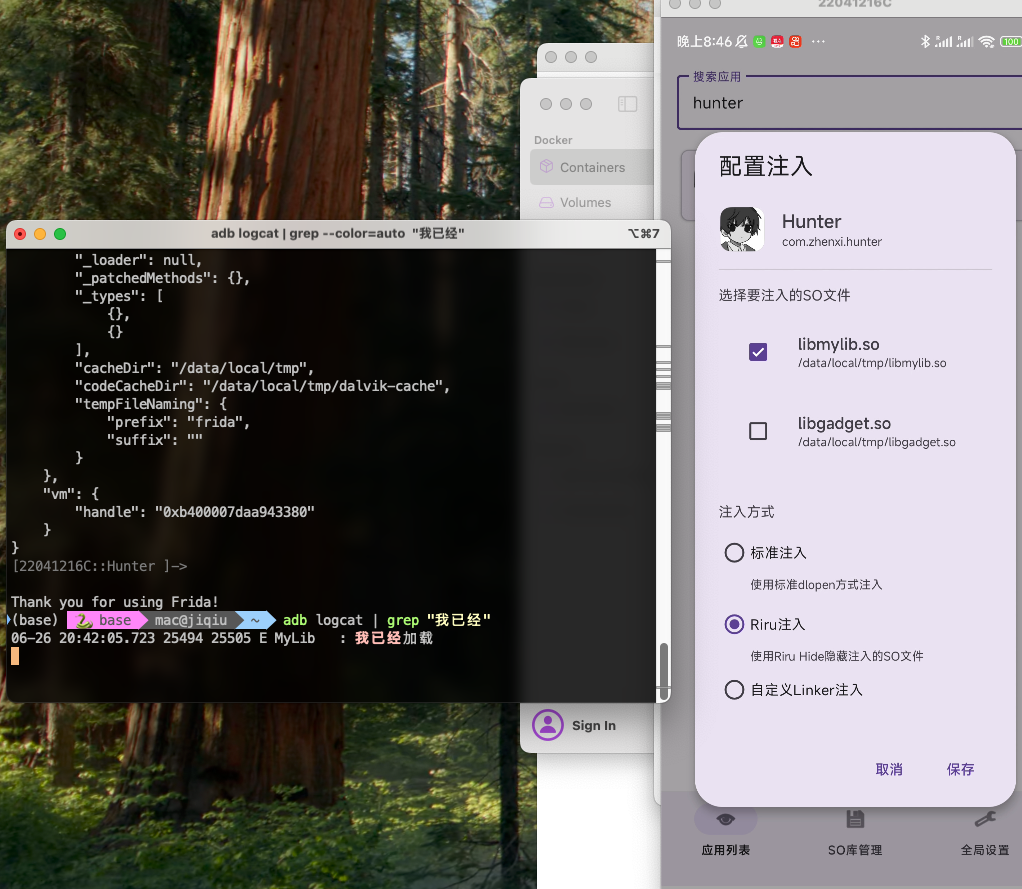 22041216C
晚上8:46
100
搜索应用
hunter
Docker
Containers
Volumes
Sign In
adb logcat | grep --color=auto "我已经"
⌥⌘7
"_loader": null,
"_patchedMethods": {},
"_types": [
{},
{}
],
"cacheDir": "/data/local/tmp",
"codeCacheDir": "/data/local/tmp/dalvik-cache",
"tempFileNaming": {
"prefix": "frida",
"suffix": ""
}
},
"vm": {
"handle": "0xb400007daa943380"
}
}
[22041216C::Hunter ]->
Thank you for using Frida!
(base) base mac@jiqiu ~ adb logcat | grep "我已经"
06-26 20:42:05.723 25494 25505 E MyLib : 我已经加载
配置注入
Hunter
com.zhenxi.hunter
选择要注入的SO文件
libmylib.so
/data/local/tmp/libmylib.so
libgadget.so
/data/local/tmp/libgadget.so
注入方式
标准注入
使用标准dlopen方式注入
Riru注入
使用Riru Hide隐藏注入的SO文件
自定义Linker注入
取消
保存
应用列表
SO库管理
全局设置